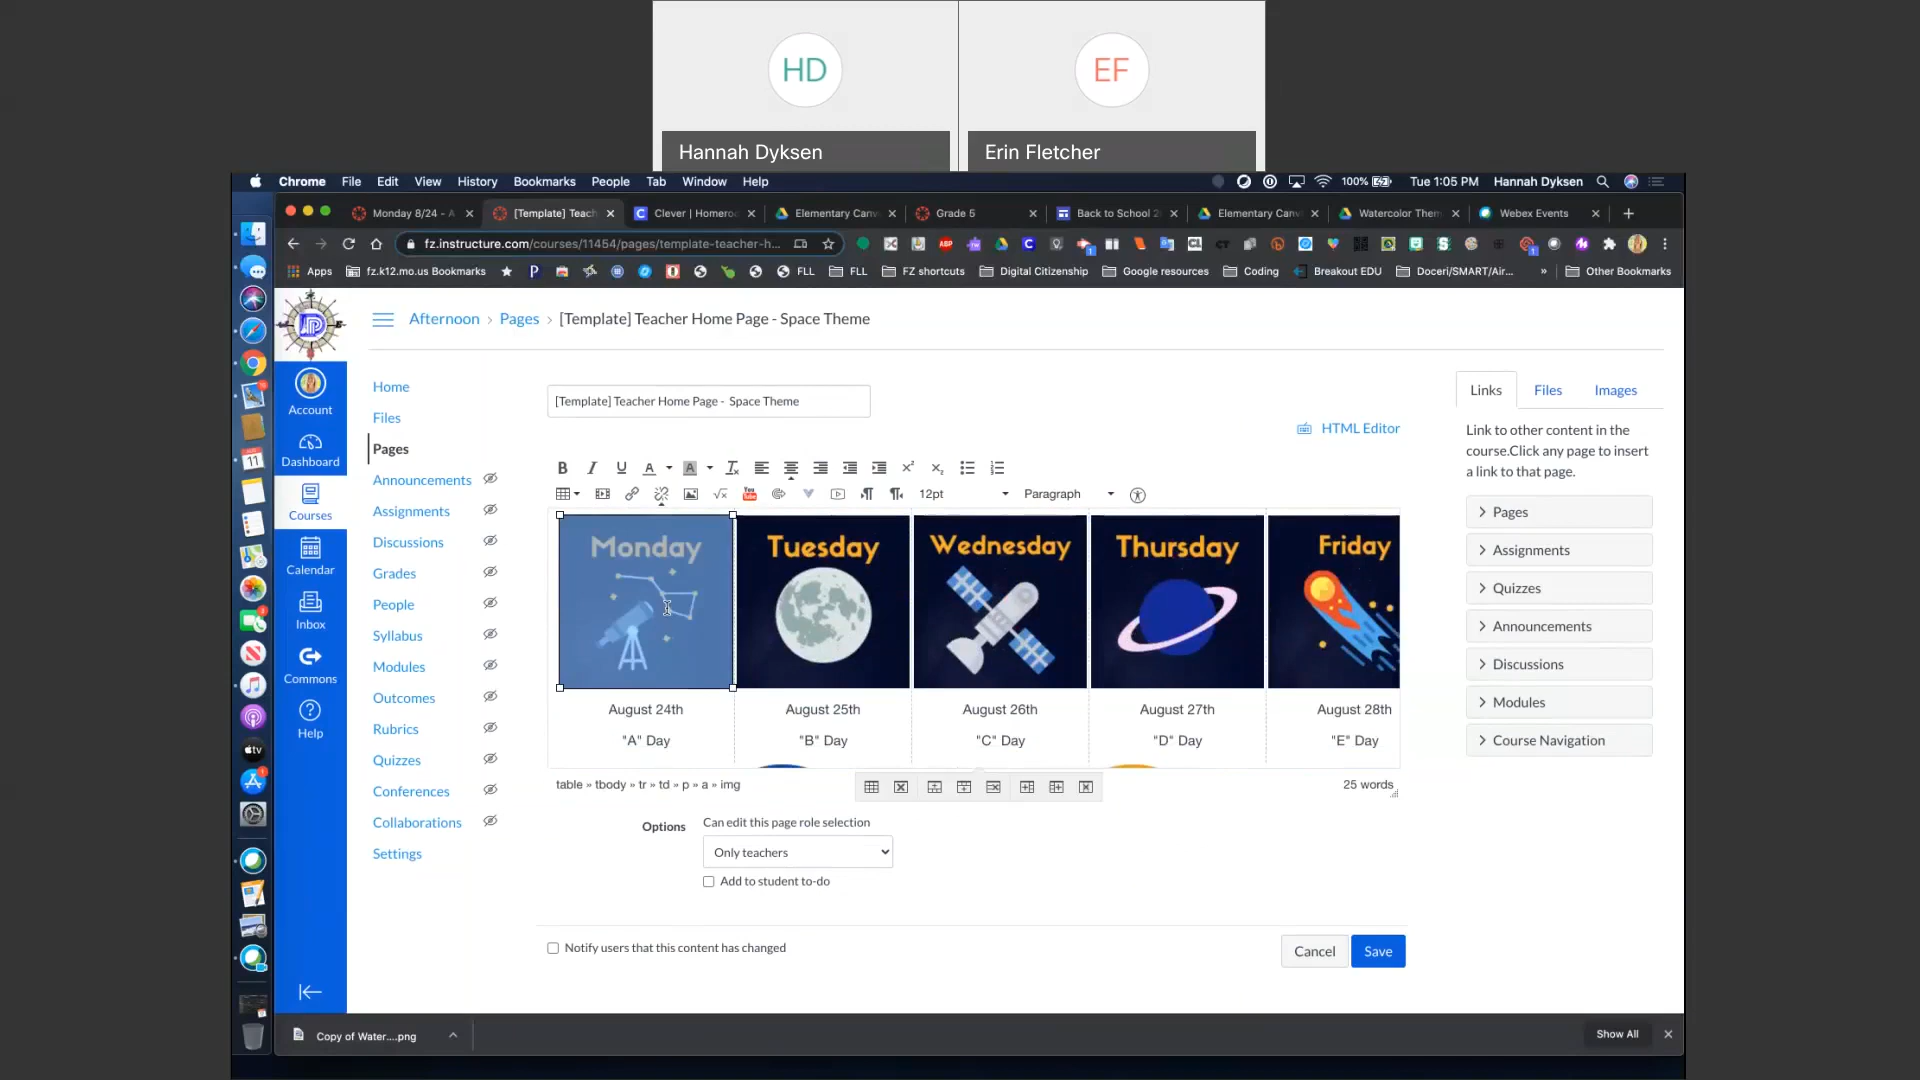 HD
EF
Hannah Dyksen
Erin Fletcher
Chrome File Edit View History Bookmarks People Tab Window Help
100% Tue 1:05 PM Hannah Dyksen
Monday 8/24 - A
[Template] Teach
Clever | Homero
Elementary Canv
Grade 5
Back to School 2
Elementary Canv
Watercolor Them
Webex Events
fz.instructure.com/courses/11454/pages/template-teacher-h...
Apps
fz.k12.mo.us Bookmarks
FLL
FLL
FZ shortcuts
Digital Citizenship
Google resources
Coding
Breakout EDU
Doceri/SMART/Air...
»
Other Bookmarks
Afternoon › Pages › [Template] Teacher Home Page - Space Theme
Account
Dashboard
Courses
Calendar
Inbox
Commons
Help
Home
Files
Pages
Announcements
Assignments
Discussions
Grades
People
Syllabus
Modules
Outcomes
Rubrics
Quizzes
Conferences
Collaborations
Settings
[Template] Teacher Home Page - Space Theme
HTML Editor
12pt
Paragraph
Monday Tuesday Wednesday Thursday Friday
August 24th August 25th August 26th August 27th August 28th
"A" Day "B" Day "C" Day "D" Day "E" Day
table » tbody » tr » td » p » a » img
25 words
Options
Can edit this page role selection
Only teachers
Add to student to-do
Notify users that this content has changed
Cancel
Save
Links Files Images
Link to other content in the
course.Click any page to insert
a link to that page.
Pages
Assignments
Quizzes
Announcements
Discussions
Modules
Course Navigation
Copy of Water....png
Show All